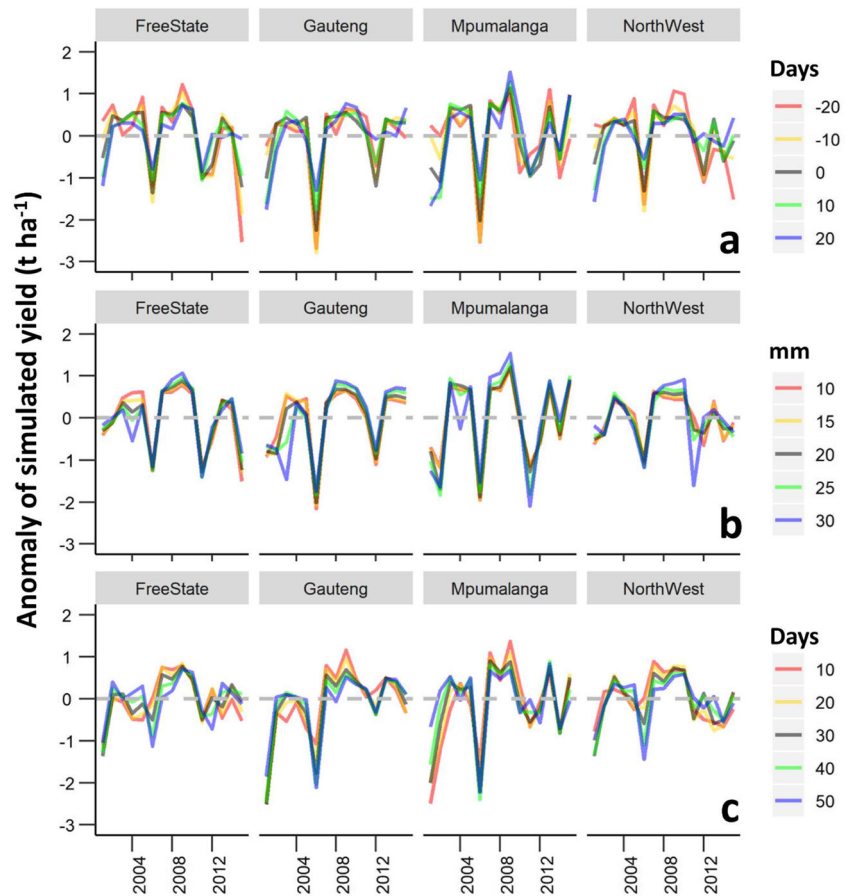 Anomaly of simulated yield (t ha⁻¹)
FreeState
Gauteng
Mpumalanga
NorthWest
2
1
0
-1
-2
-3
a
Days
-20
-10
0
10
20
FreeState
Gauteng
Mpumalanga
NorthWest
2
1
0
-1
-2
-3
b
mm
10
15
20
25
30
FreeState
Gauteng
Mpumalanga
NorthWest
2
1
0
-1
-2
-3
c
Days
10
20
30
40
50
2004
2008
2012
2004
2008
2012
2004
2008
2012
2004
2008
2012